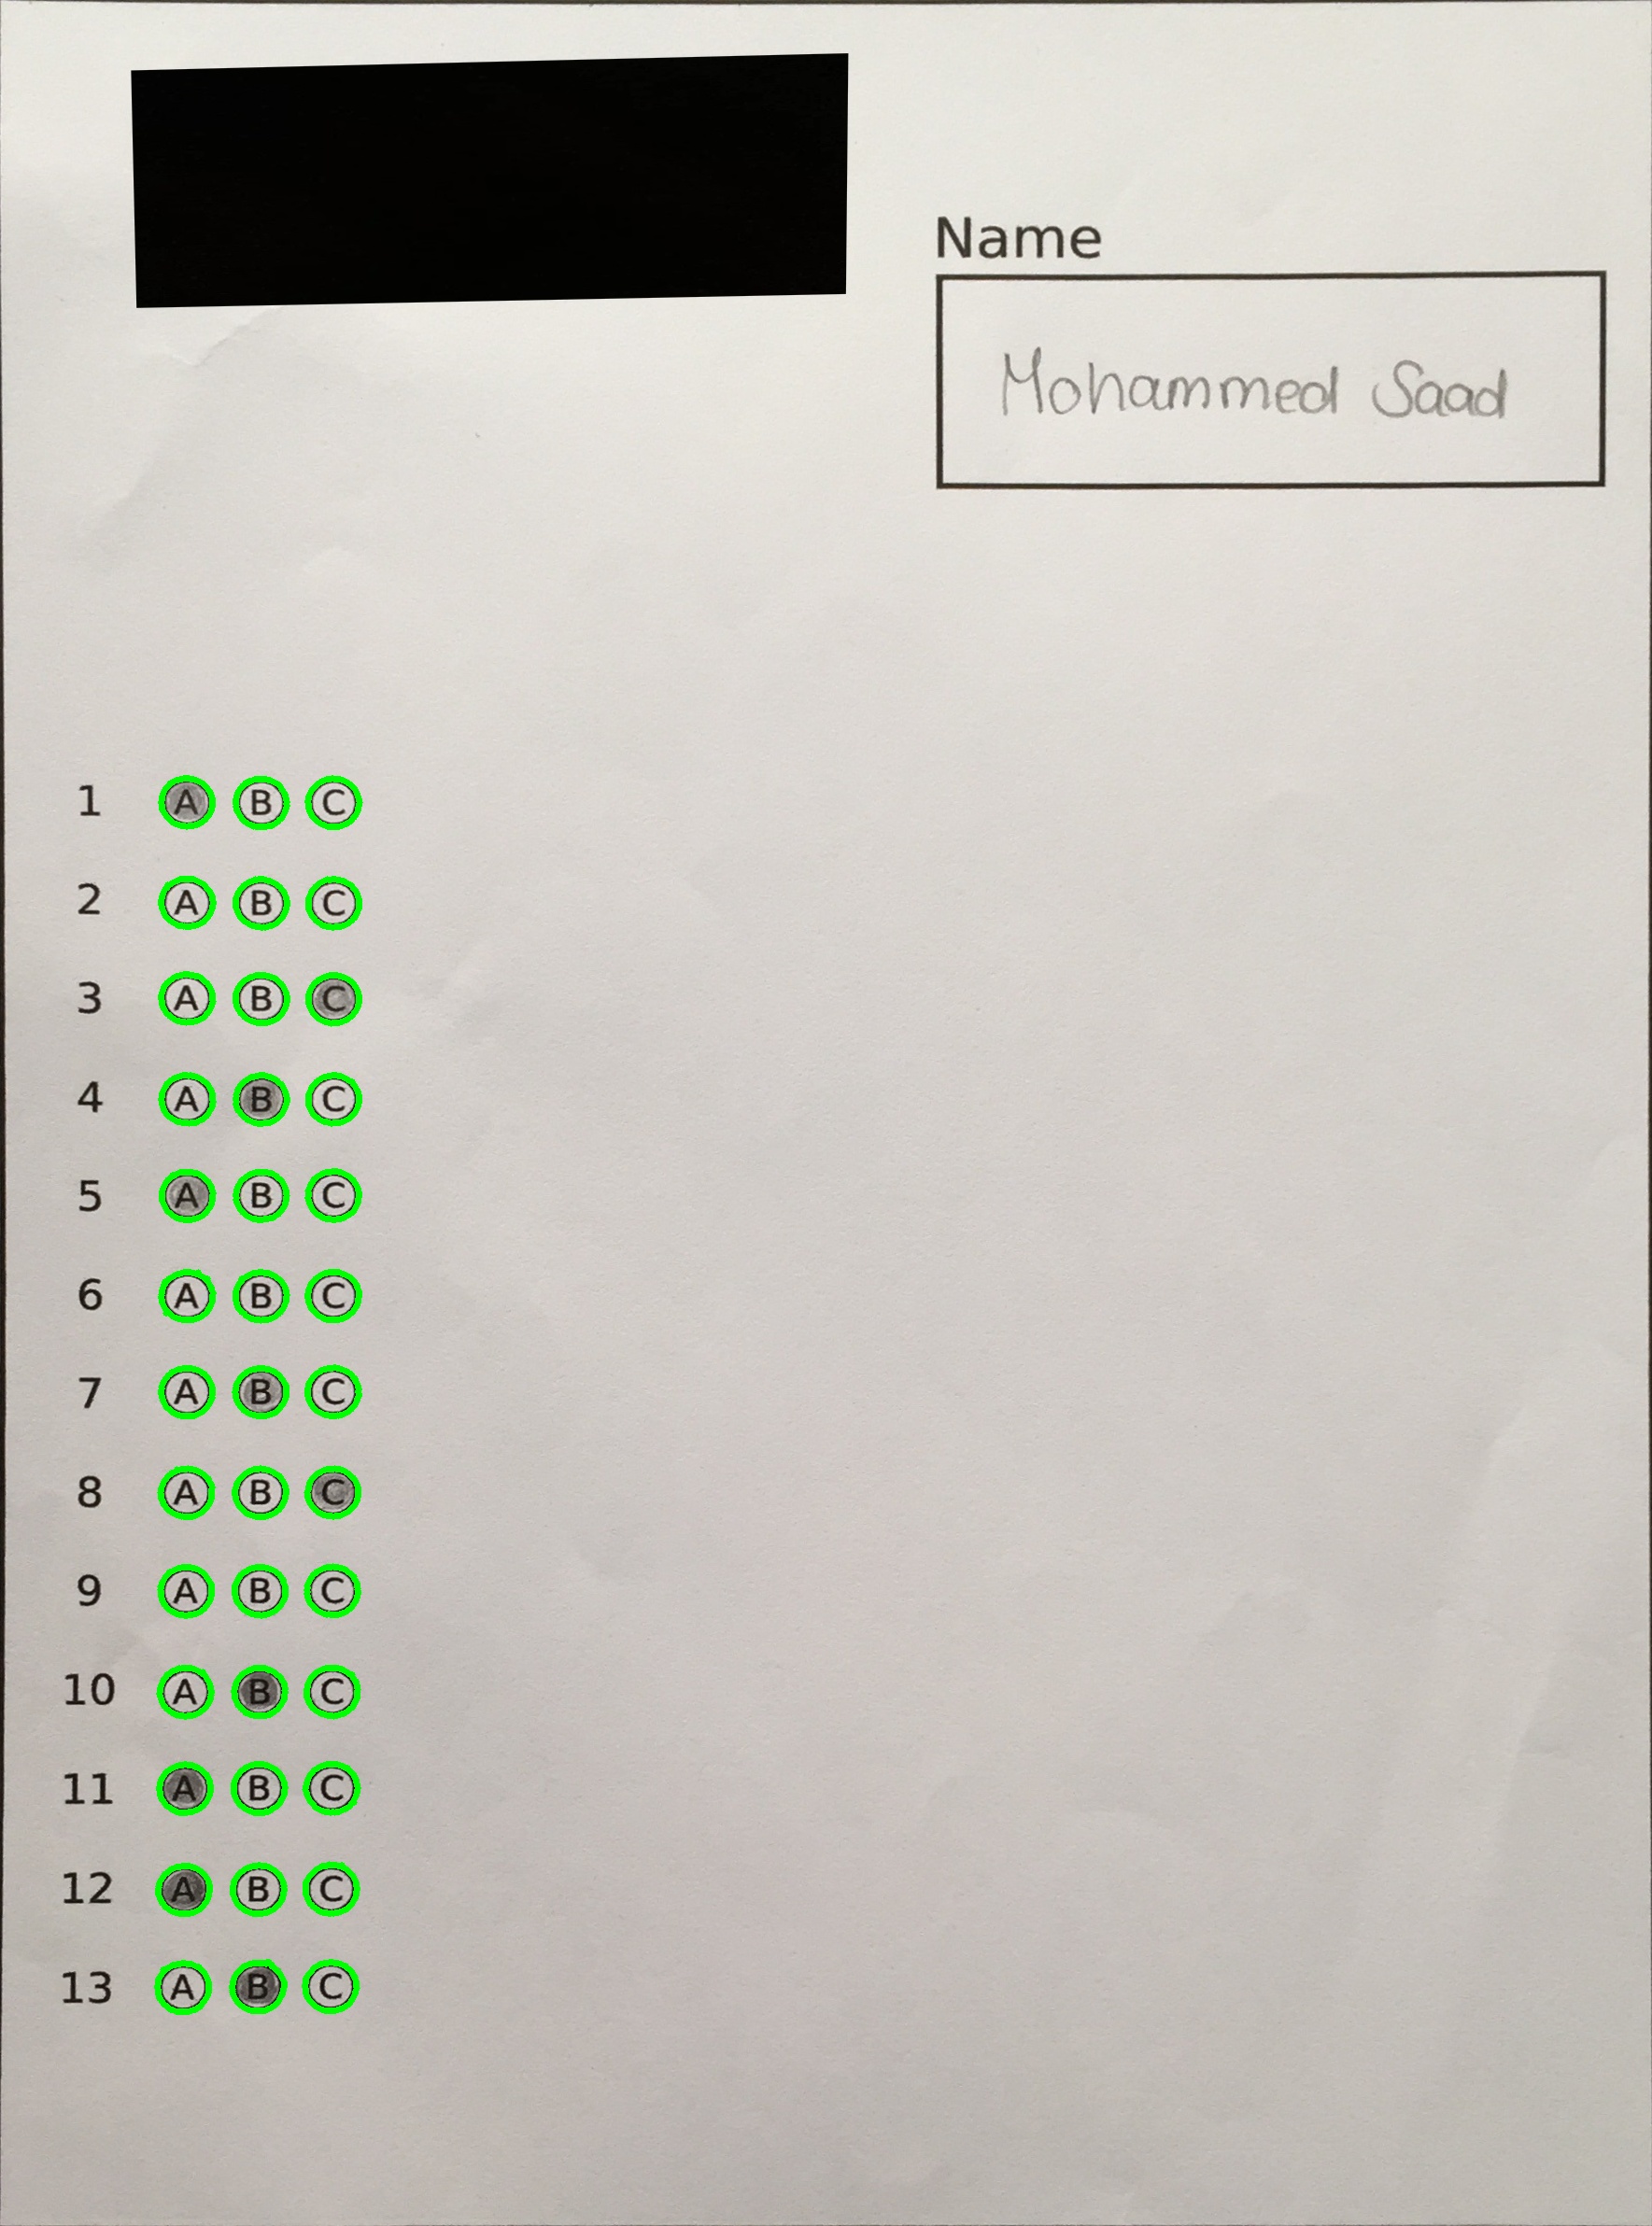 Name
Mohammed Saad
1 A B C
2 A B C
3 A B C
4 A B C
5 A B C
6 A B C
7 A B C
8 A B C
9 A B C
10 A B C
11 A B C
12 A B C
13 A B C